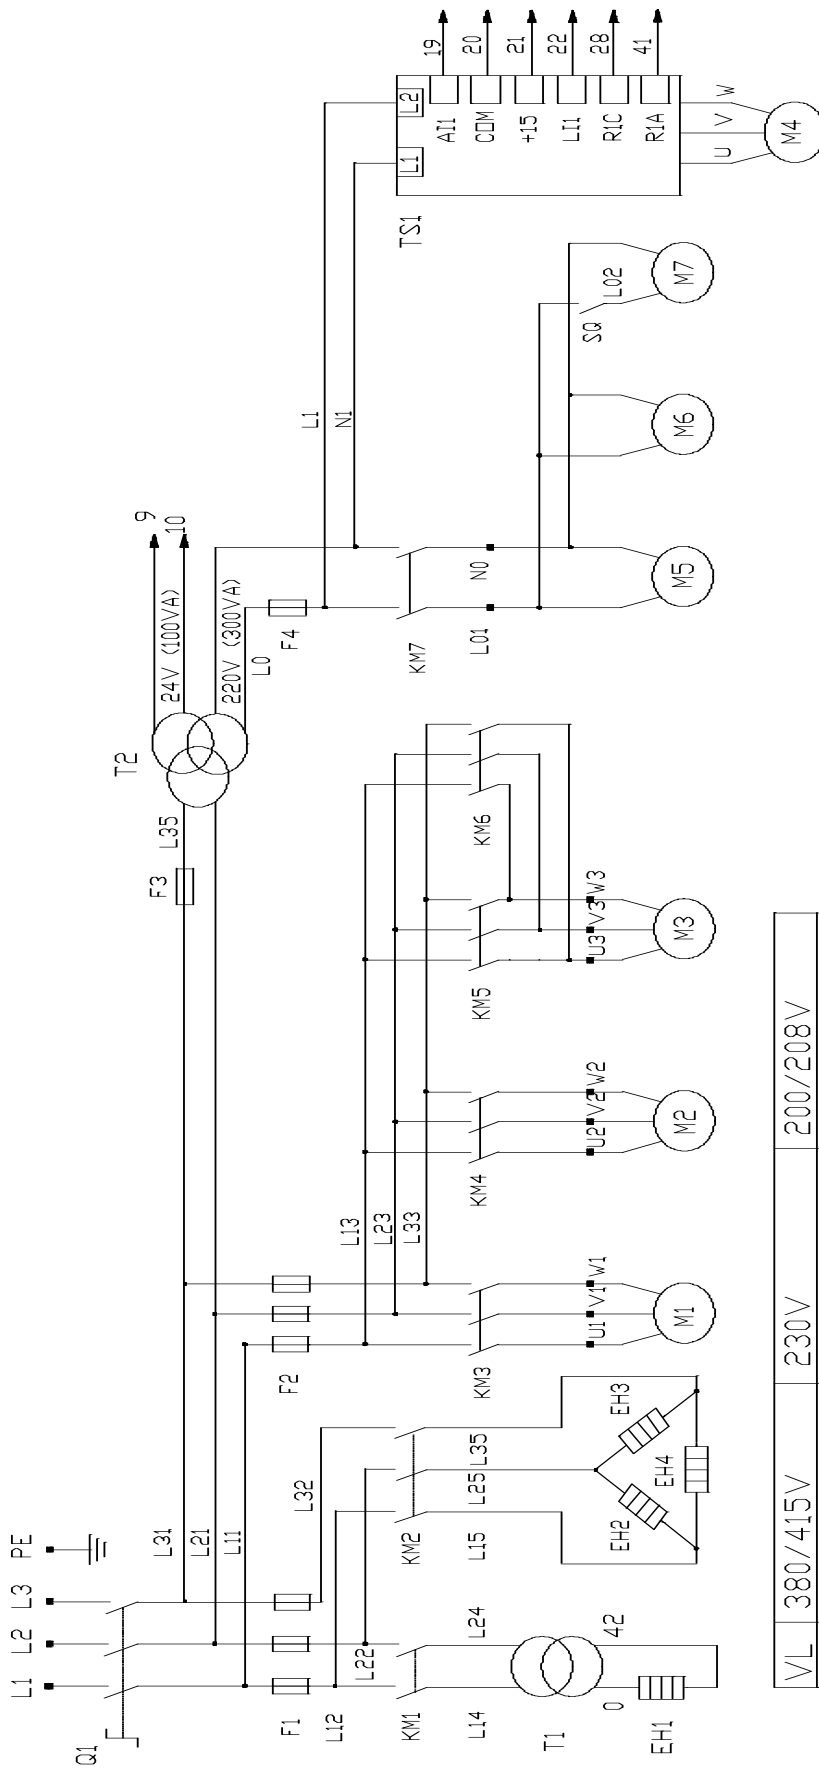 Q1
L1
L2
L3
PE
L31
L21
L11
F1
L12
L22
L32
KM1
KM2
L14
L24
L15
L25
L35
T1
0
42
EH1
EH2
EH3
EH4
F2
L13
L23
L33
KM3
U1
V1
W1
M1
KM4
U2
V2
W2
M2
KM5
U3
V3
W3
M3
KM6
F3
L35
T2
24V (100VA)
9
10
220V (300VA)
L0
F4
L1
N1
KM7
L01
N0
M5
M6
SQ
L02
M7
TS1
L1
L2
AI1
COM
+15
LI1
R1C
R1A
19
20
21
22
28
41
U
V
W
M4
VL 380/415V 230V 200/208V